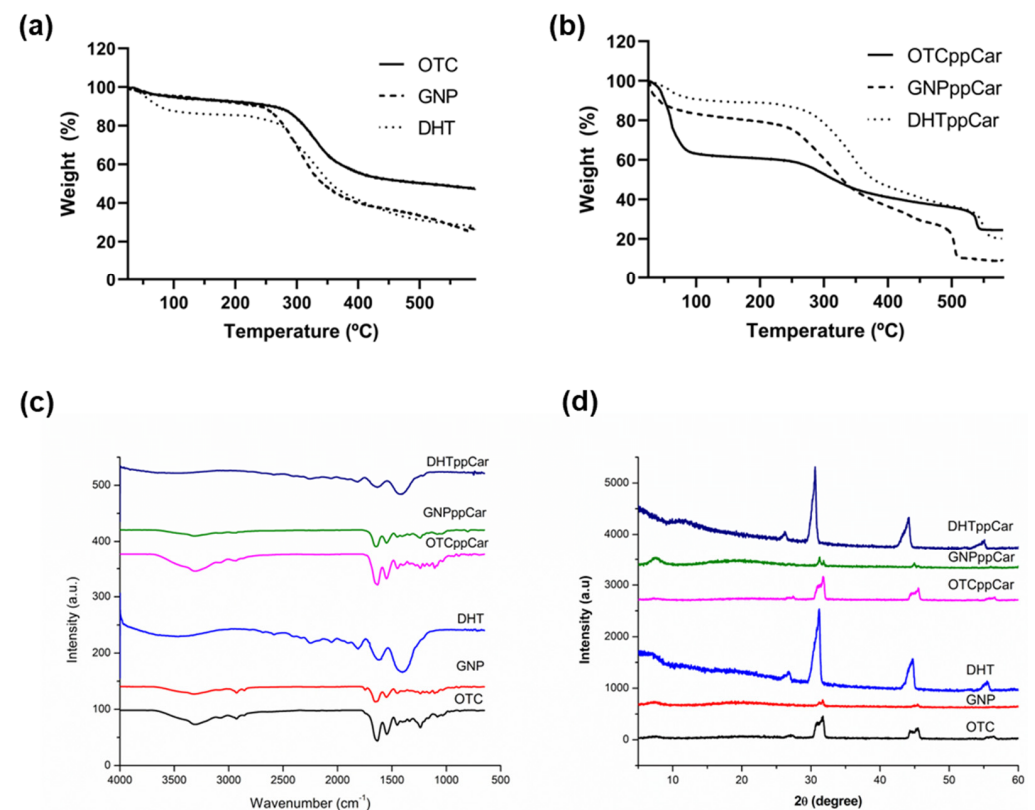 (a)
120
100
80
60
40
20
0
Weight (%)
100
200
300
400
500
Temperature (ºC)
OTC
GNP
DHT
(b)
120
100
80
60
40
20
0
Weight (%)
100
200
300
400
500
Temperature (ºC)
OTCppCar
GNPppCar
DHTppCar
(c)
500
400
300
200
100
0
Intensity (a.u.)
DHTppCar
GNPppCar
OTCppCar
DHT
GNP
OTC
4000
3500
3000
2500
2000
1500
1000
500
Wavenumber (cm⁻¹)
(d)
5000
4000
3000
2000
1000
0
Intensity (a.u)
DHTppCar
GNPppCar
OTCppCar
DHT
GNP
OTC
10
20
30
40
50
60
2θ (degree)